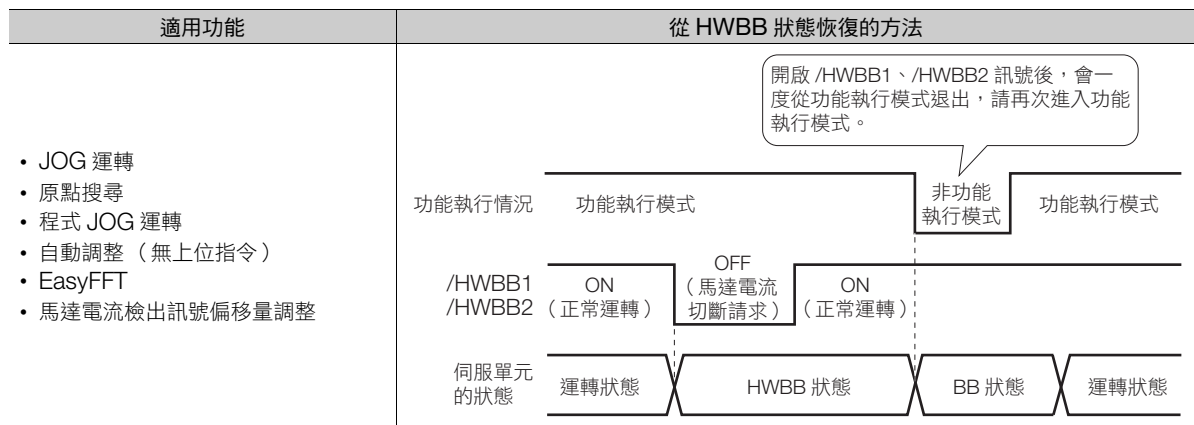 適用功能
從 HWBB 狀態恢復的方法
• JOG 運轉
• 原點搜尋
• 程式 JOG 運轉
• 自動調整（無上位指令）
• EasyFFT
• 馬達電流檢出訊號偏移量調整
開啟 /HWBB1、/HWBB2 訊號後，會一
度從功能執行模式退出，請再次進入功能
執行模式。
功能執行情況
功能執行模式
非功能
執行模式
功能執行模式
/HWBB1
/HWBB2
ON
（正常運轉）
OFF
（馬達電流
切斷請求）
ON
（正常運轉）
伺服單元
的狀態
運轉狀態
HWBB 狀態
BB 狀態
運轉狀態